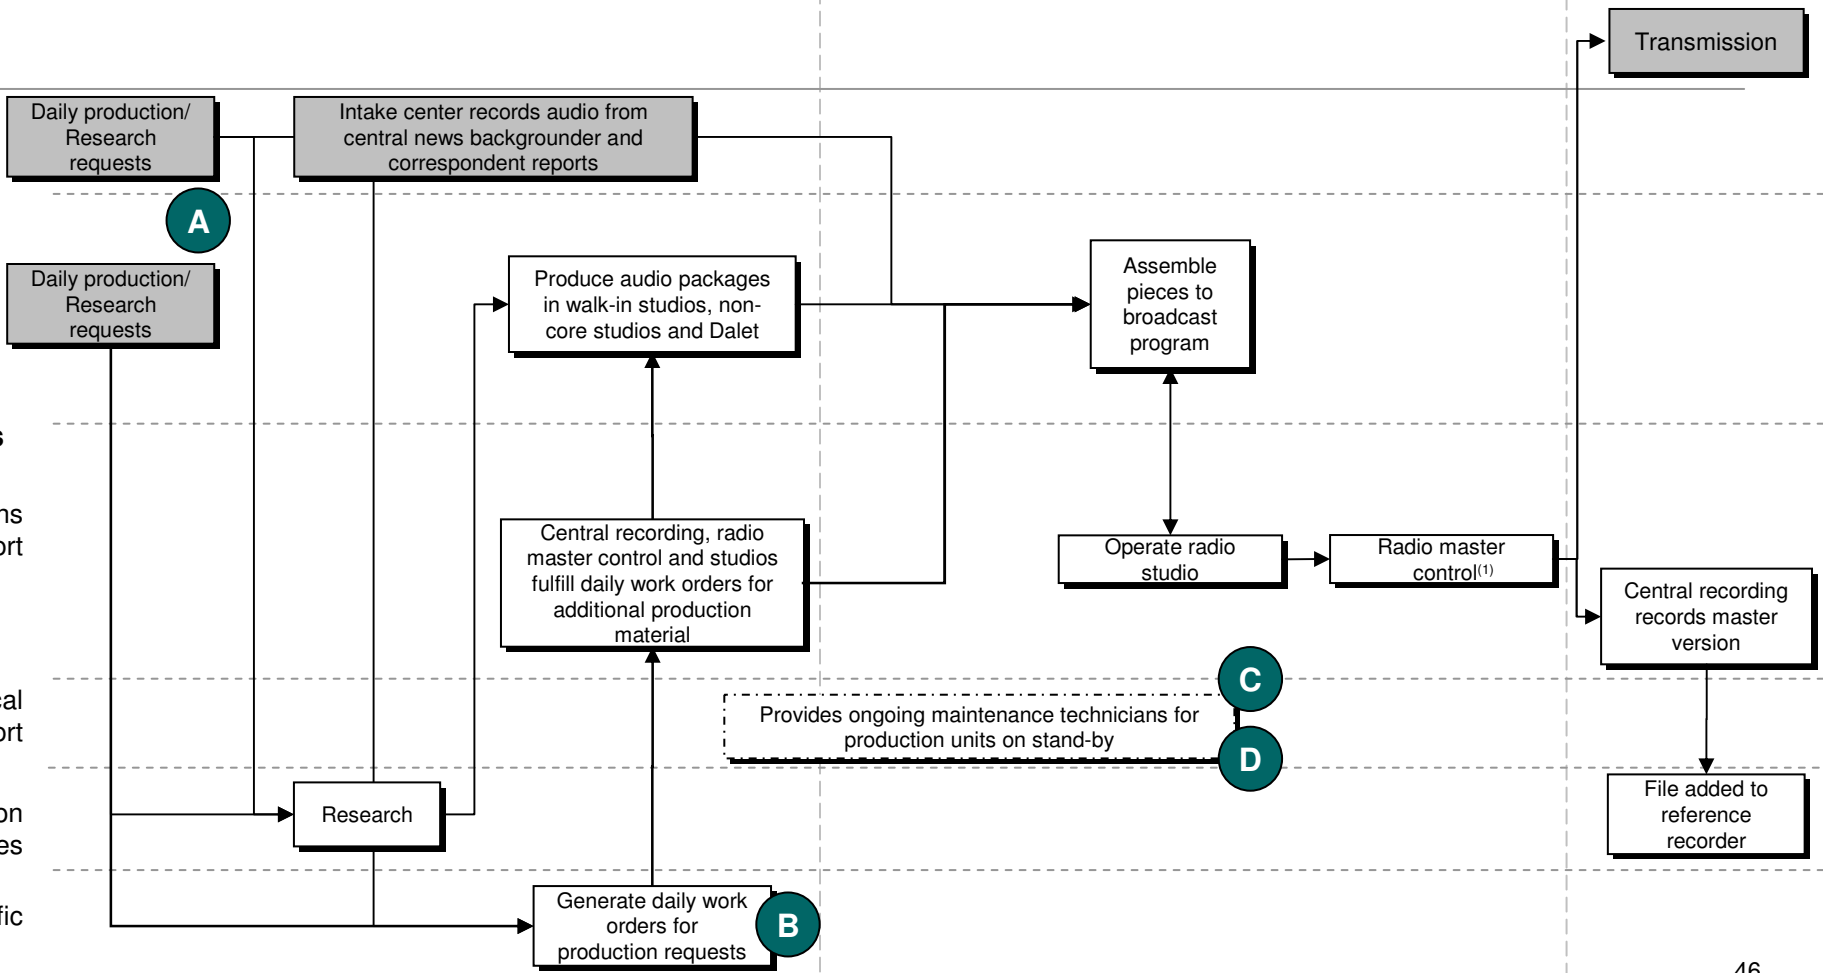 Transmission
Daily production/
Research
requests
Intake center records audio from
central news backgrounder and
correspondent reports
A
Daily production/
Research
requests
Produce audio packages
in walk-in studios, non-
core studios and Dalet
Assemble
pieces to
broadcast
program
s
ns
ort
Central recording, radio
master control and studios
fulfill daily work orders for
additional production
material
Operate radio
studio
Radio master
control(1)
Central recording
records master
version
C
cal
ort
Provides ongoing maintenance technicians for
production units on stand-by
D
on
es
Research
File added to
reference
recorder
fic
Generate daily work
orders for
production requests
B
46